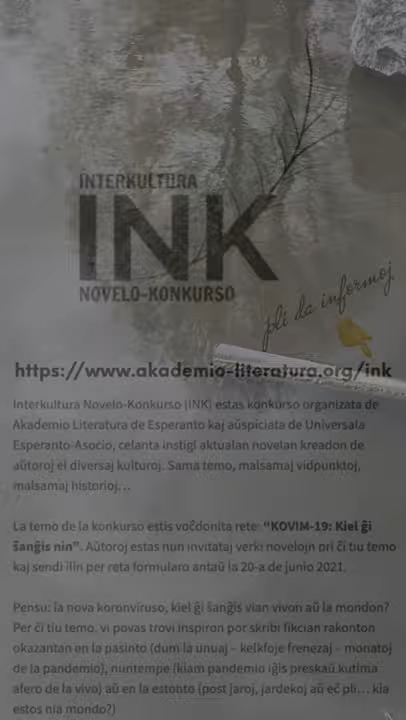 INTERKULTURA
INK
NOVELO-KONKURSO
pli da informoj
https://www.akademio-literatura.org/ink
Interkultura Novelo-Konkurso (INK) estas konkurso organizata de
Akademio Literatura de Esperanto kaj aŭspiciata de Universala
Esperanto-Asocio, celanta instigi aktualan novelan kreadon de
aŭtoroj el diversaj kulturoj. Sama temo, malsamaj vidpunktoj,
malsamaj historioj…
La temo de la konkurso estis voĉdonita rete: "KOVIM-19: Kiel ĝi
ŝanĝis nin". Aŭtoroj estas nun invitataj verki novelojn pri ĉi tiu temo
kaj sendi ilin per reta formularo antaŭ la 20-a de junio 2021.
Pensu: la nova koronviruso, kiel ĝi ŝanĝis vian vivon aŭ la mondon?
Per ĉi tiu temo, vi povas trovi inspiron por skribi fikcian rakonton
okazantan en la pasinto (dum la unuaj – kelkfoje frenezaj – monatoj
de la pandemio), nuntempe (kiam pandemio iĝis preskaŭ kutima
afero de la vivo) aŭ en la estonto (post jaroj, jardekoj aŭ eĉ pli… kia
estos nia mondo?)